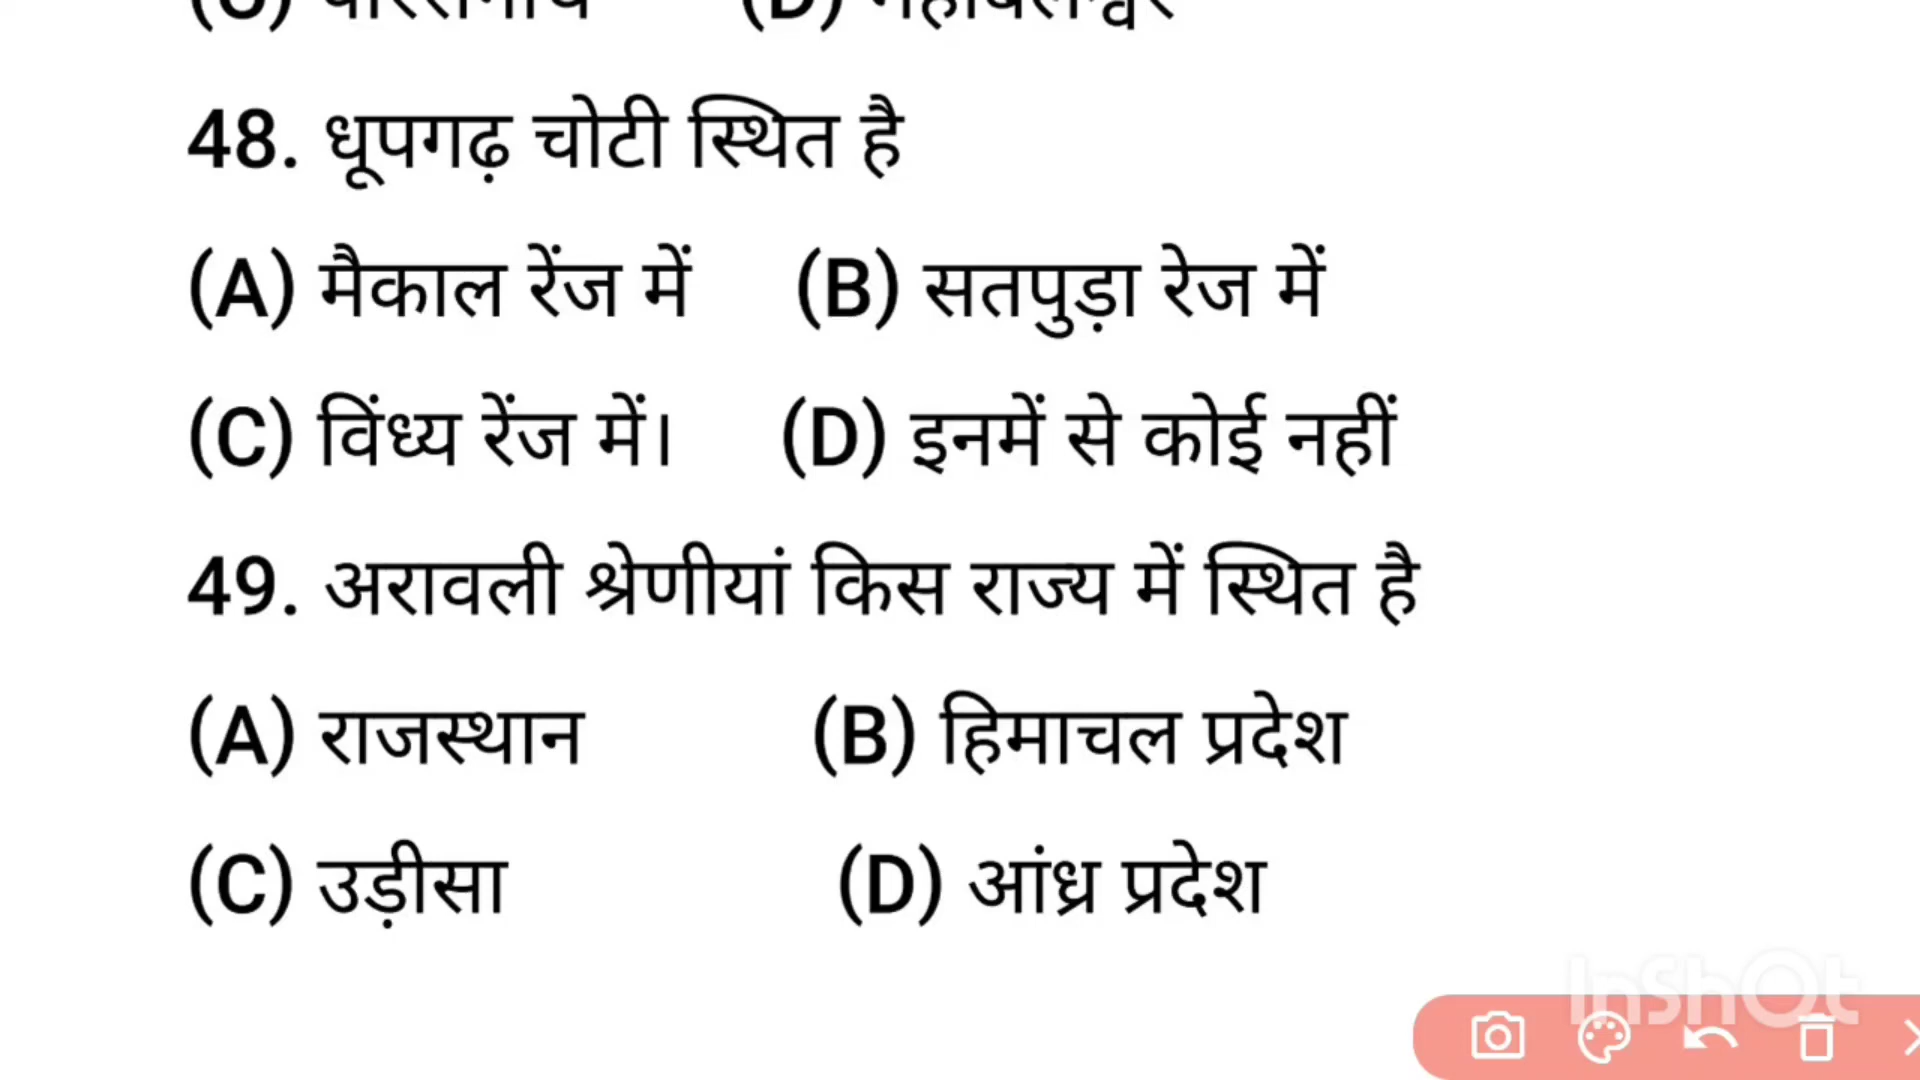 48. धूपगढ़ चोटी स्थित है
(A) मैकाल रेंज में (B) सतपुड़ा रेज में
(C) विंध्य रेंज में। (D) इनमें से कोई नहीं
49. अरावली श्रेणीयां किस राज्य में स्थित है
(A) राजस्थान (B) हिमाचल प्रदेश
(C) उड़ीसा (D) आंध्र प्रदेश
InShOt